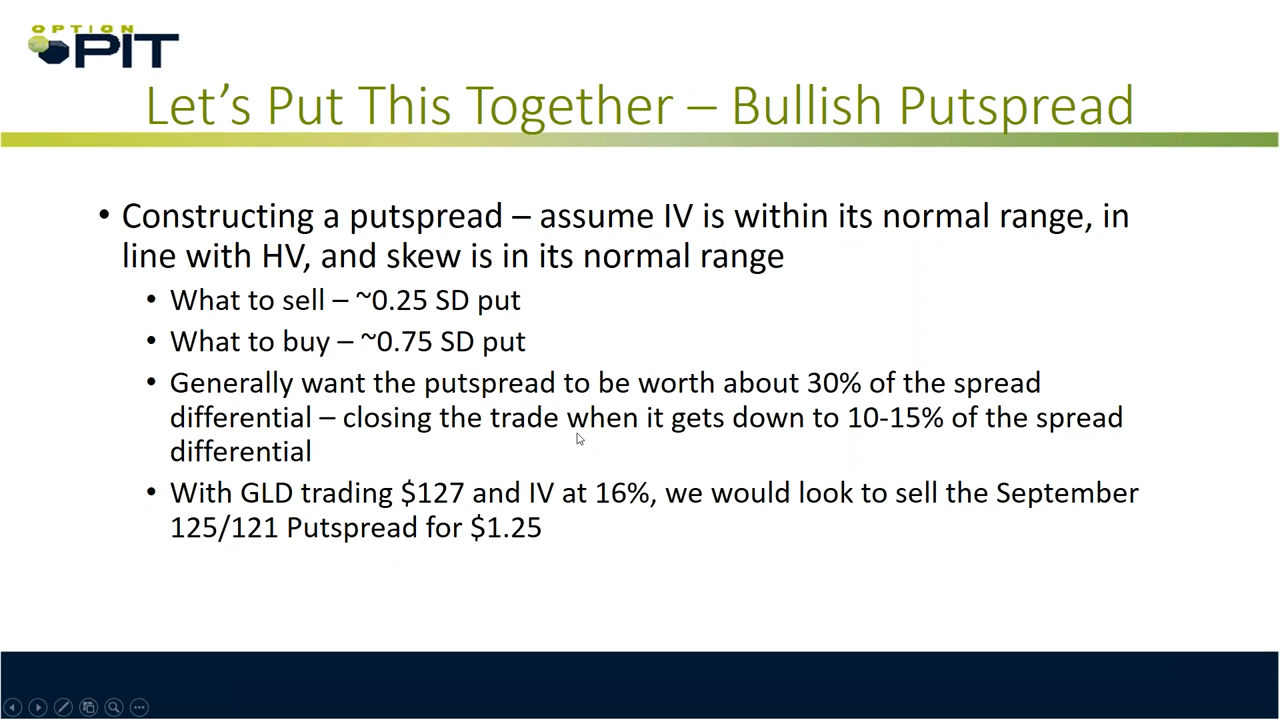 OPTION
PIT
Let's Put This Together – Bullish Putspread
• Constructing a putspread – assume IV is within its normal range, in
line with HV, and skew is in its normal range
• What to sell – ~0.25 SD put
• What to buy – ~0.75 SD put
• Generally want the putspread to be worth about 30% of the spread
differential – closing the trade when it gets down to 10-15% of the spread
differential
• With GLD trading $127 and IV at 16%, we would look to sell the September
125/121 Putspread for $1.25